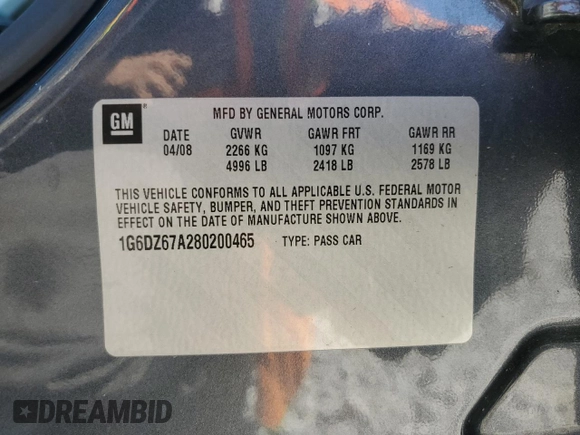 GM
MFD BY GENERAL MOTORS CORP.
DATE GVWR GAWR FRT GAWR RR
04/08 2266 KG 1097 KG 1169 KG
4996 LB 2418 LB 2578 LB
THIS VEHICLE CONFORMS TO ALL APPLICABLE U.S. FEDERAL MOTOR
VEHICLE SAFETY, BUMPER, AND THEFT PREVENTION STANDARDS IN
EFFECT ON THE DATE OF MANUFACTURE SHOWN ABOVE.
1G6DZ67A280200465 TYPE: PASS CAR
DREAMBID